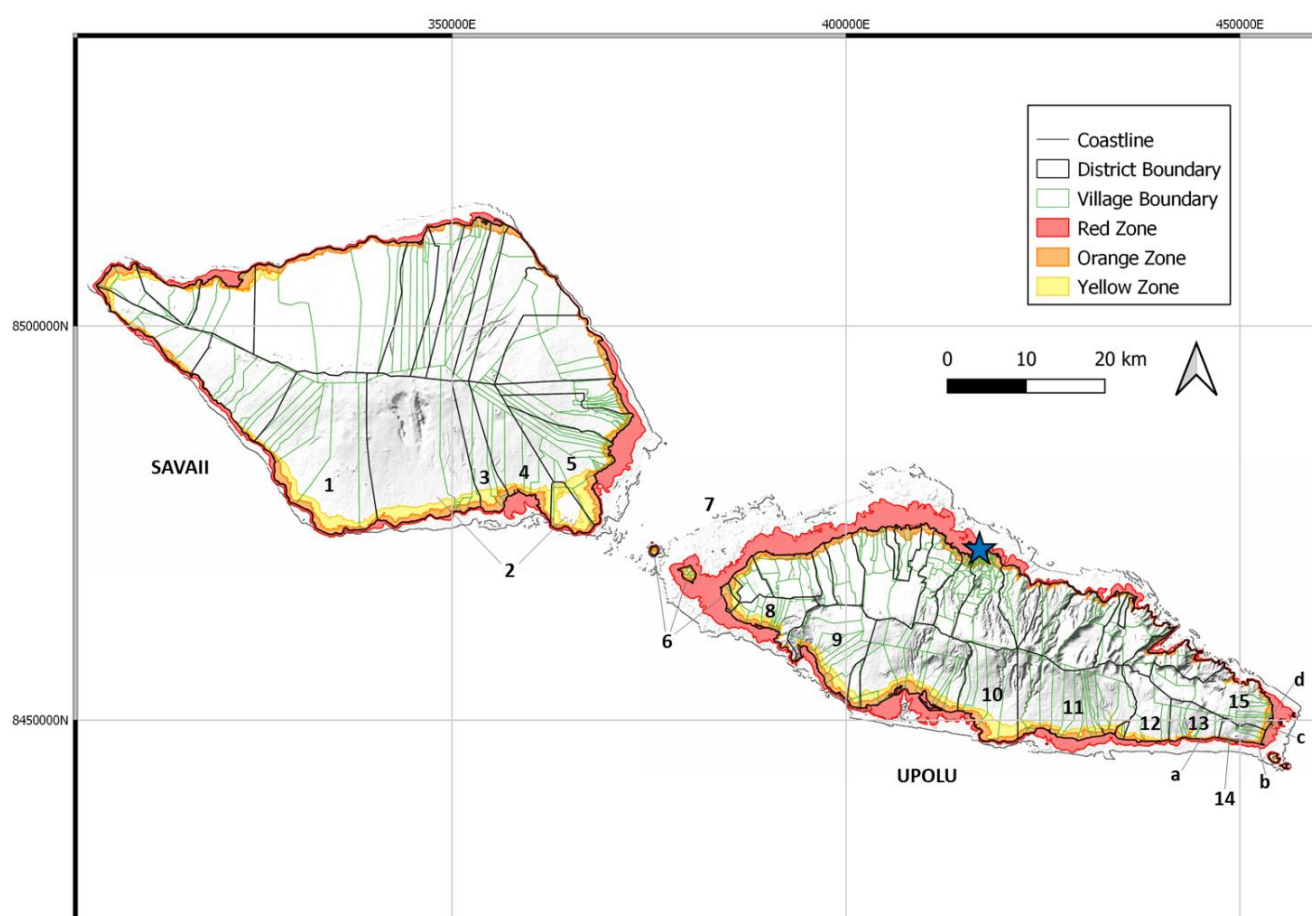 350000E
400000E
450000E
Coastline
District Boundary
Village Boundary
Red Zone
Orange Zone
Yellow Zone
8500000N
0 10 20 km
SAVAII
1
3
4
5
2
7
6
8
9
10
11
12
13
15
d
c
8450000N
UPOLU
a
14
b